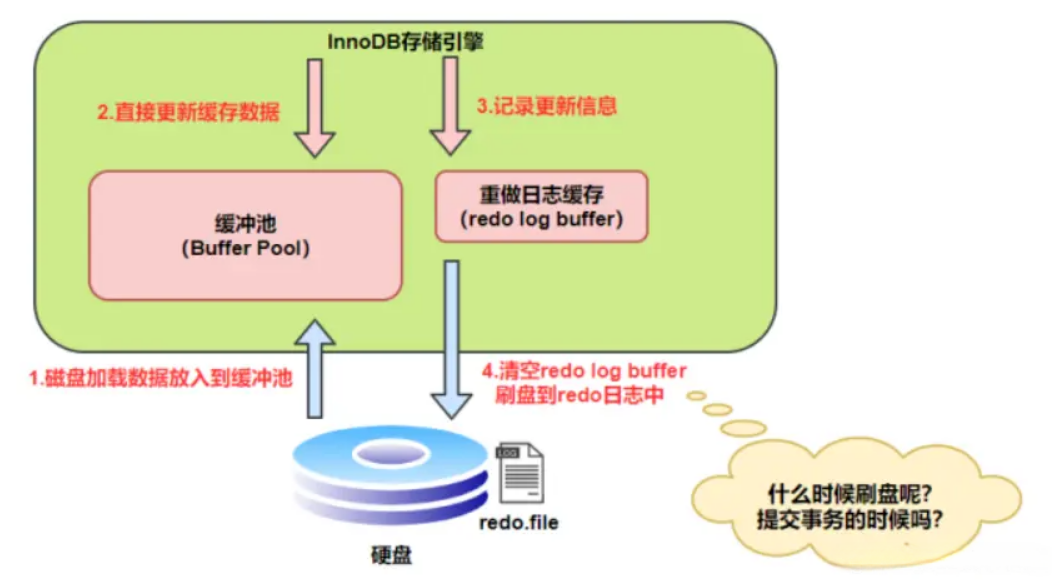 InnoDB存储引擎
2.直接更新缓存数据
3.记录更新信息
缓冲池
（Buffer Pool）
重做日志缓存
（redo log buffer）
1.磁盘加载数据放入到缓冲池
4.清空redo log buffer
刷盘到redo日志中
LOG
redo.file
硬盘
什么时候刷盘呢？
提交事务的时候吗？